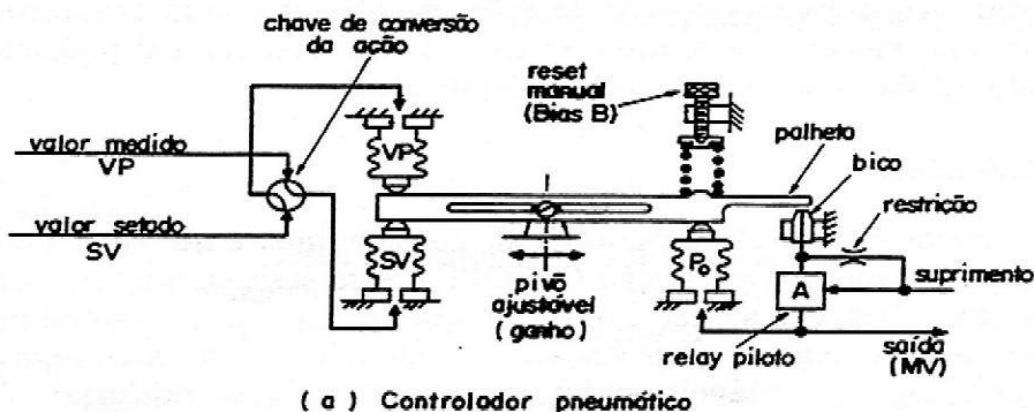 chave de conversão
da ação
reset
manual
(Bias B)
palheta
bico
restrição
valor medido
VP
VP
valor setado
SV
SV
pivô
ajustável
(ganho)
Po
A
suprimento
relay piloto
saída
(MV)
(a) Controlador pneumático